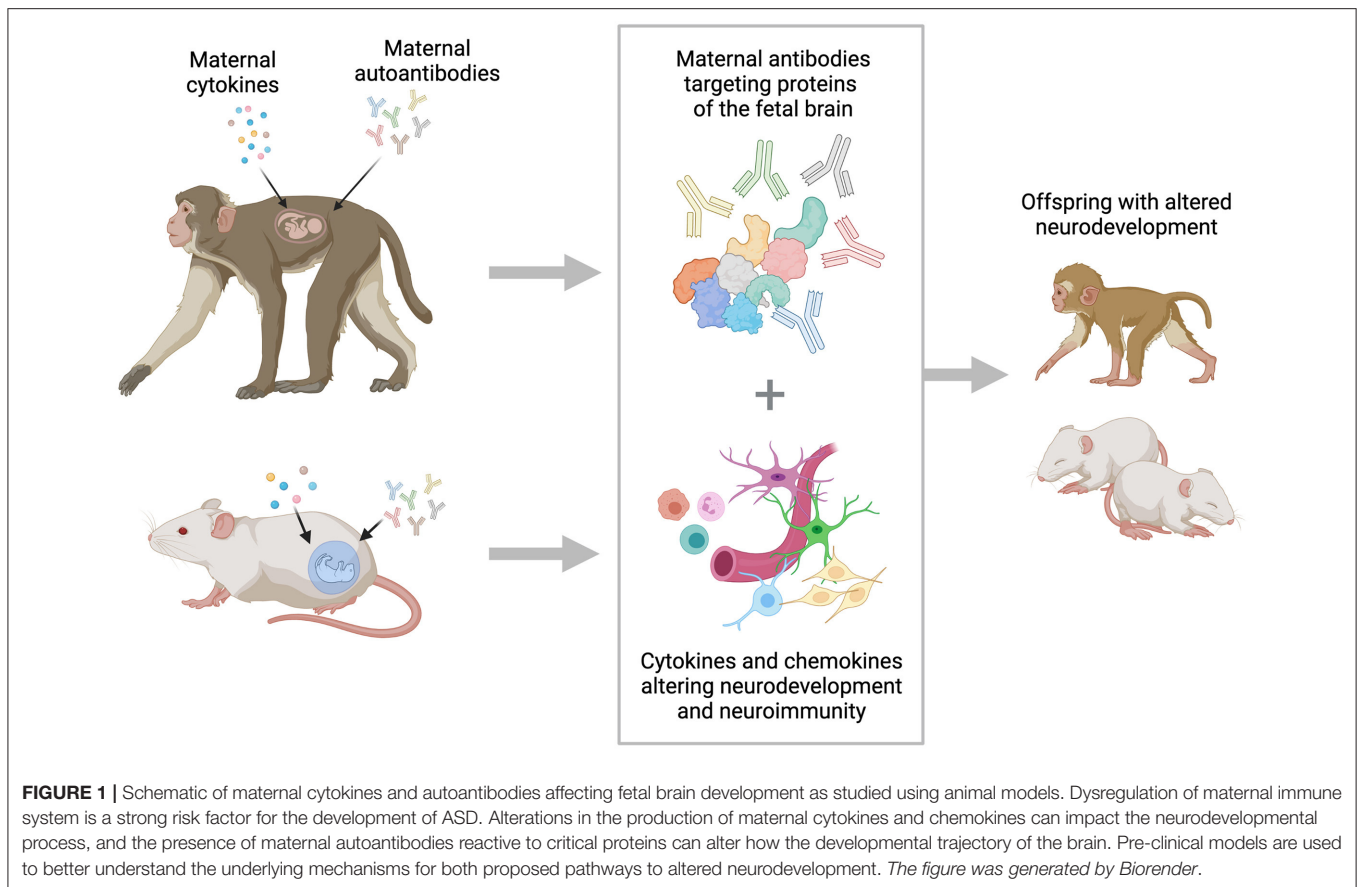 Maternal
cytokines
Maternal
autoantibodies
Maternal antibodies
targeting proteins
of the fetal brain
+
Cytokines and chemokines
altering neurodevelopment
and neuroimmunity
Offspring with altered
neurodevelopment
FIGURE 1 | Schematic of maternal cytokines and autoantibodies affecting fetal brain development as studied using animal models. Dysregulation of maternal immune
system is a strong risk factor for the development of ASD. Alterations in the production of maternal cytokines and chemokines can impact the neurodevelopmental
process, and the presence of maternal autoantibodies reactive to critical proteins can alter how the developmental trajectory of the brain. Pre-clinical models are used
to better understand the underlying mechanisms for both proposed pathways to altered neurodevelopment. The figure was generated by Biorender.